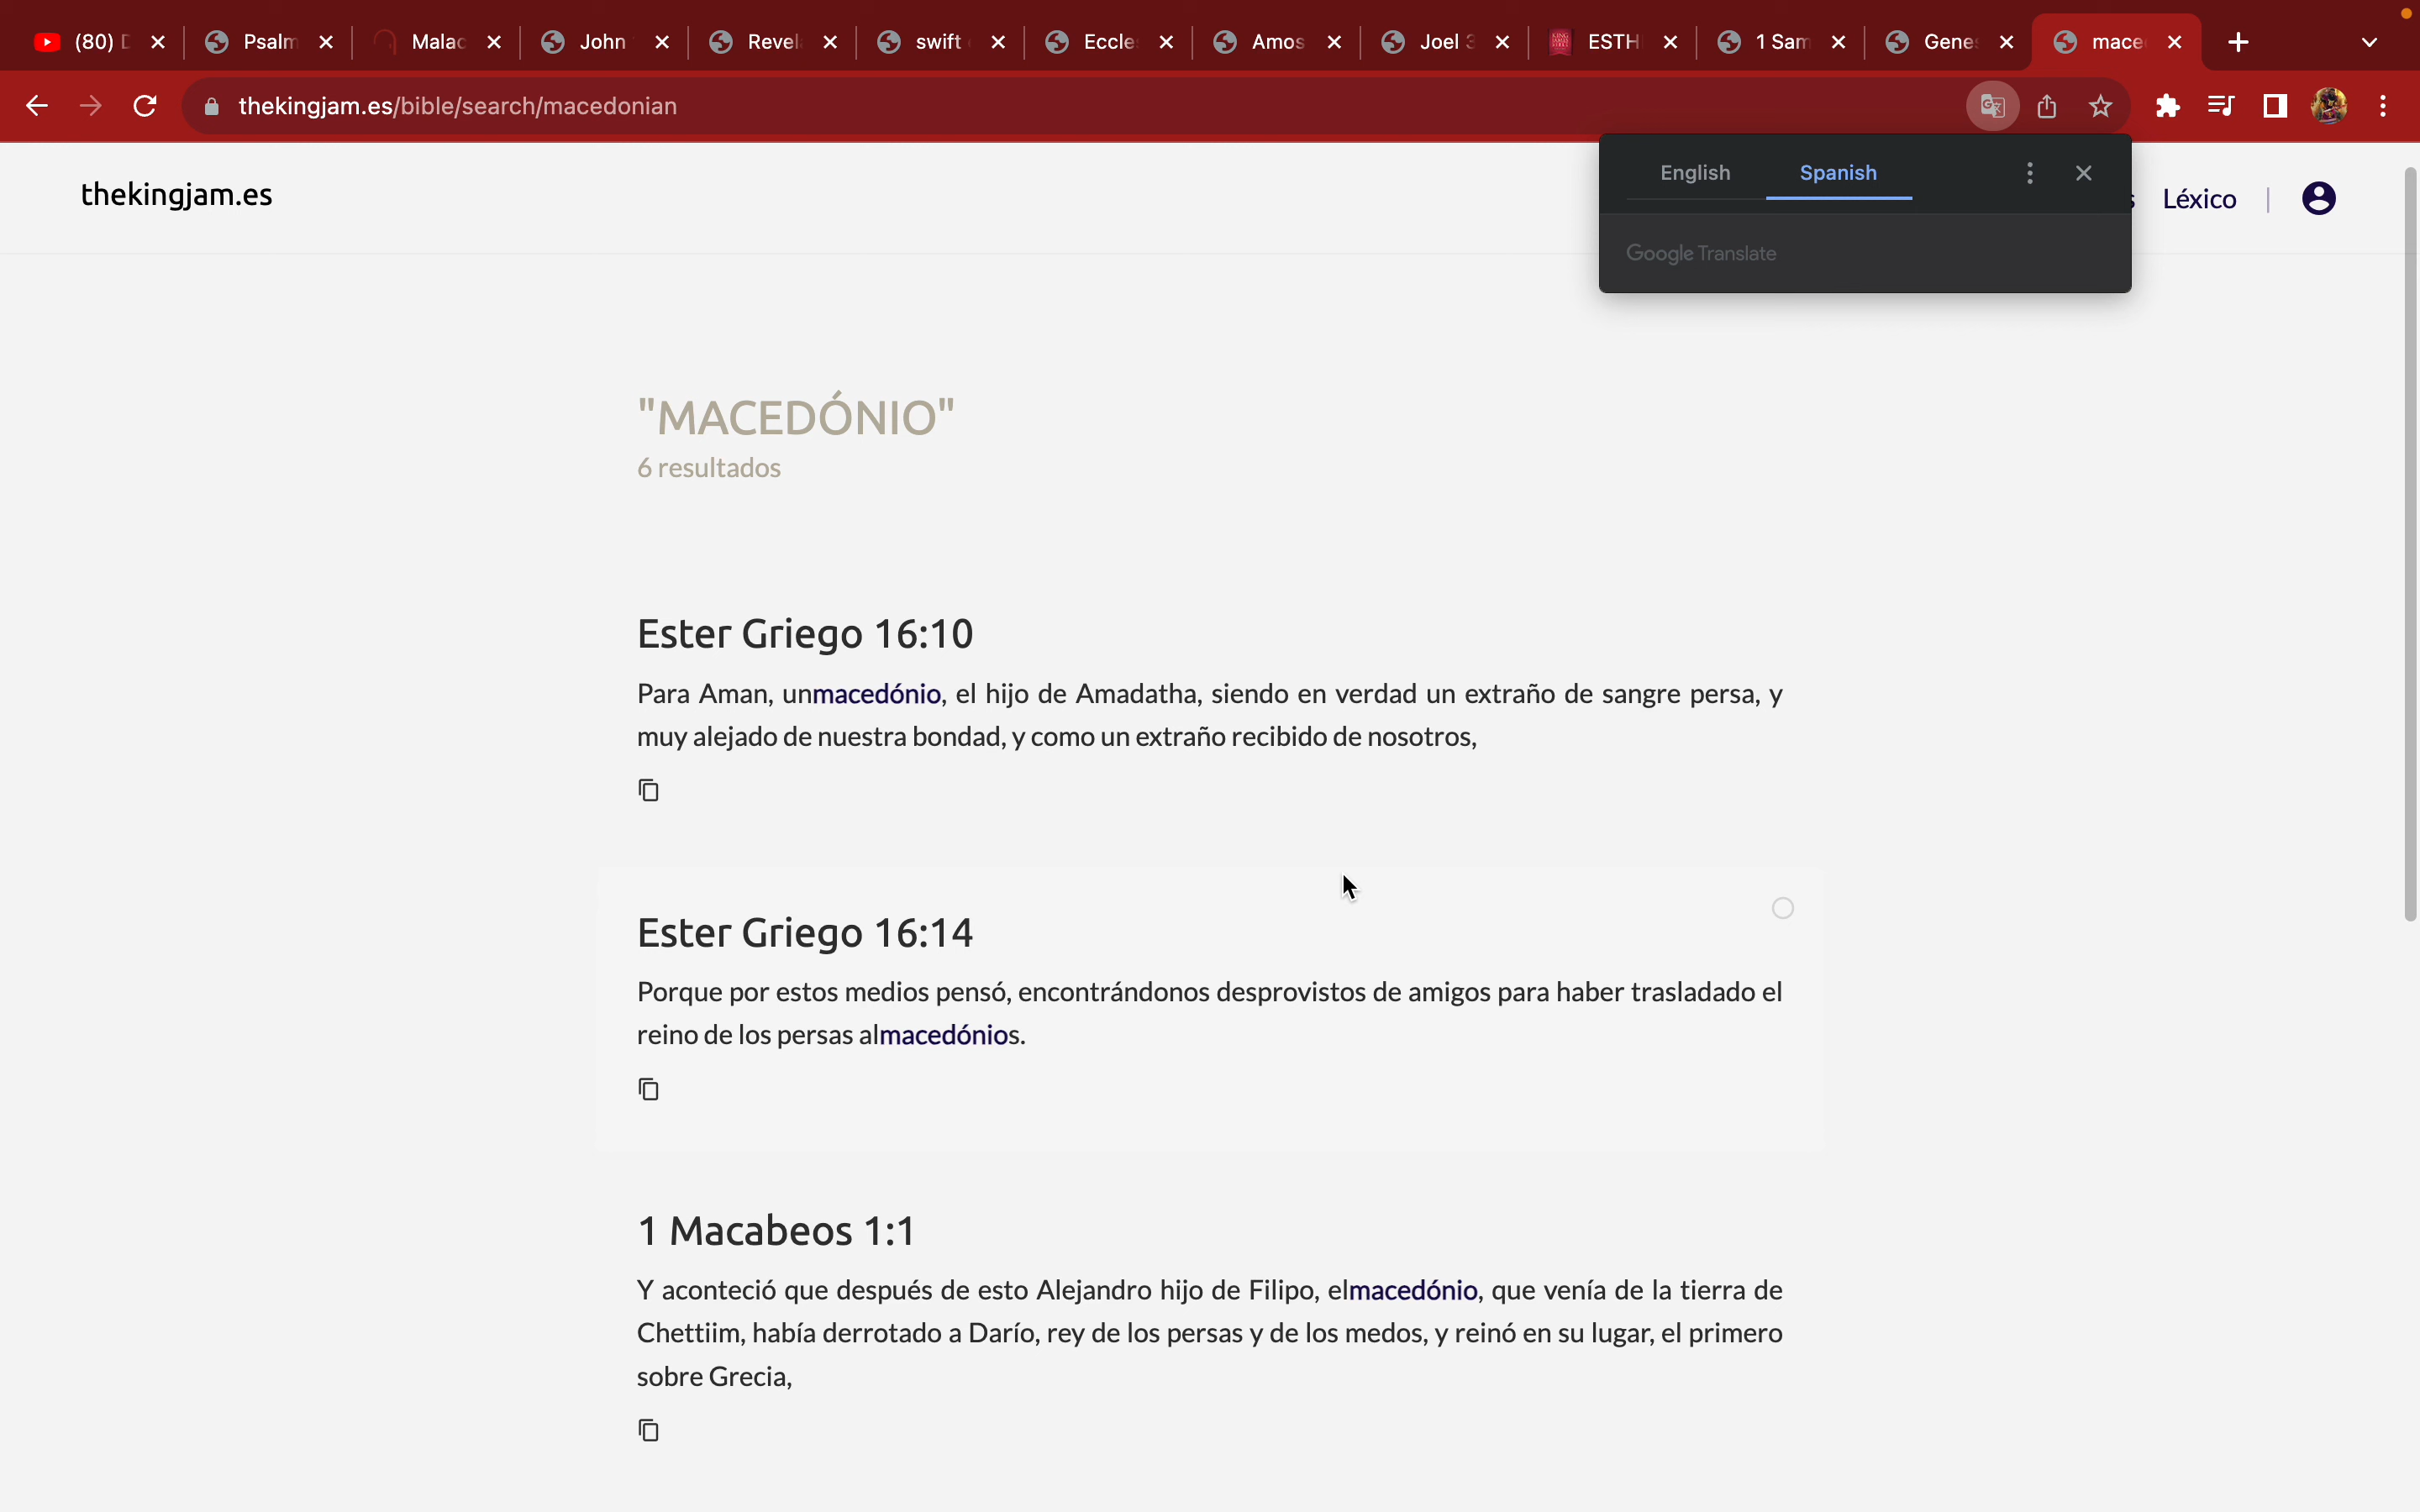 (80)
Psalm
Malac
John
Revel
swift
Eccle
Amos
Joel 3
ESTH
1 Sam
Gene
mace
thekingjam.es/bible/search/macedonian
English
Spanish
Google Translate
thekingjam.es
Léxico
"MACEDÓNIO"
6 resultados
Ester Griego 16:10
Para Aman, unmacedónio, el hijo de Amadatha, siendo en verdad un extraño de sangre persa, y
muy alejado de nuestra bondad, y como un extraño recibido de nosotros,
Ester Griego 16:14
Porque por estos medios pensó, encontrándonos desprovistos de amigos para haber trasladado el
reino de los persas almacedónios.
1 Macabeos 1:1
Y aconteció que después de esto Alejandro hijo de Filipo, elmacedónio, que venía de la tierra de
Chettiim, había derrotado a Darío, rey de los persas y de los medos, y reinó en su lugar, el primero
sobre Grecia,